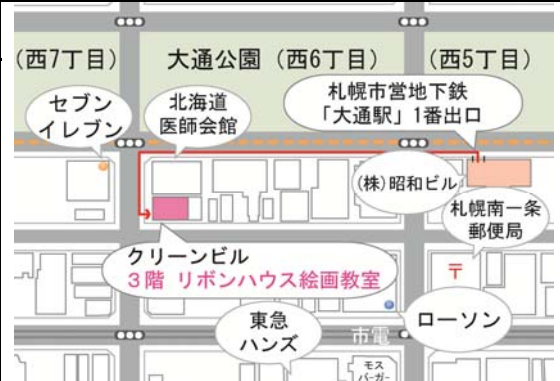 (西7丁目)
大通公園(西6丁目)
(西5丁目)
セブン
イレブン
北海道
医師会館
札幌市営地下鉄
「大通駅」1番出口
(株)昭和ビル
札幌南一条
郵便局
クリーンビル
3階 リボンハウス絵画教室
〒
東急
ハンズ
市電
ローソン
モス
バーガー